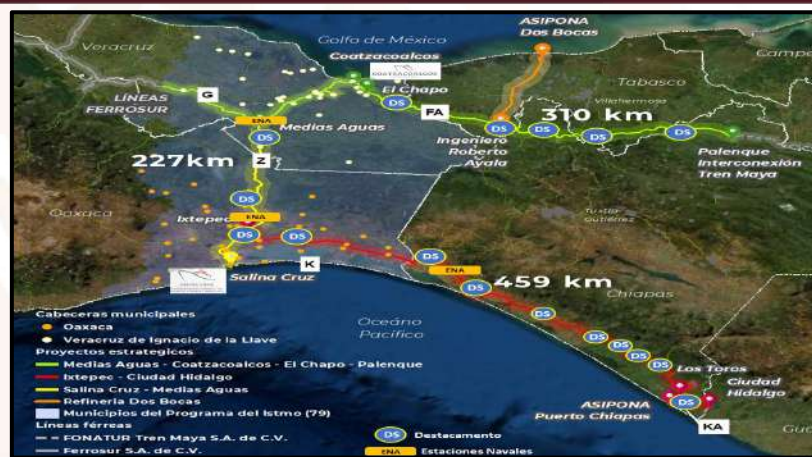 Veracruz
Golfo de México
Coatzacoalcos
ASIPONA
Dos Bocas
Campe
LÍNEAS
FERROSUR
G
El Chapo
DS
FA
Tabasco
Villahermosa
310 km
ENA
Medias Aguas
DS
227km
Z
Ingeniero
Roberto
Ayala
DS
DS
DS
DS
Palenque
Interconexión
Tren Maya
Oaxaca
DS
Ixtepec
ENA
DS
DS
Tuxtla
Gutiérrez
Salina Cruz
K
DS
ENA
459 km
DS
Chiapas
Océano
Pacífico
DS
DS
DS
DS
DS
Los Toros
Ciudad
Hidalgo
DS
ASIPONA
Puerto Chiapas
KA
Gua
Cabeceras municipales
Oaxaca
Veracruz de Ignacio de la Llave
Proyectos estrategicos
Medias Aguas - Coatzacoalcos - El Chapo - Palenque
Ixtepec - Ciudad Hidalgo
Salina Cruz - Medias Aguas
Refinería Dos Bocas
Municipios del Programa del Istmo (79)
Líneas férreas
FONATUR Tren Maya S.A. de C.V.
Ferrosur S.A. de C.V.
DS Destacamento
ENA Estaciones Navales